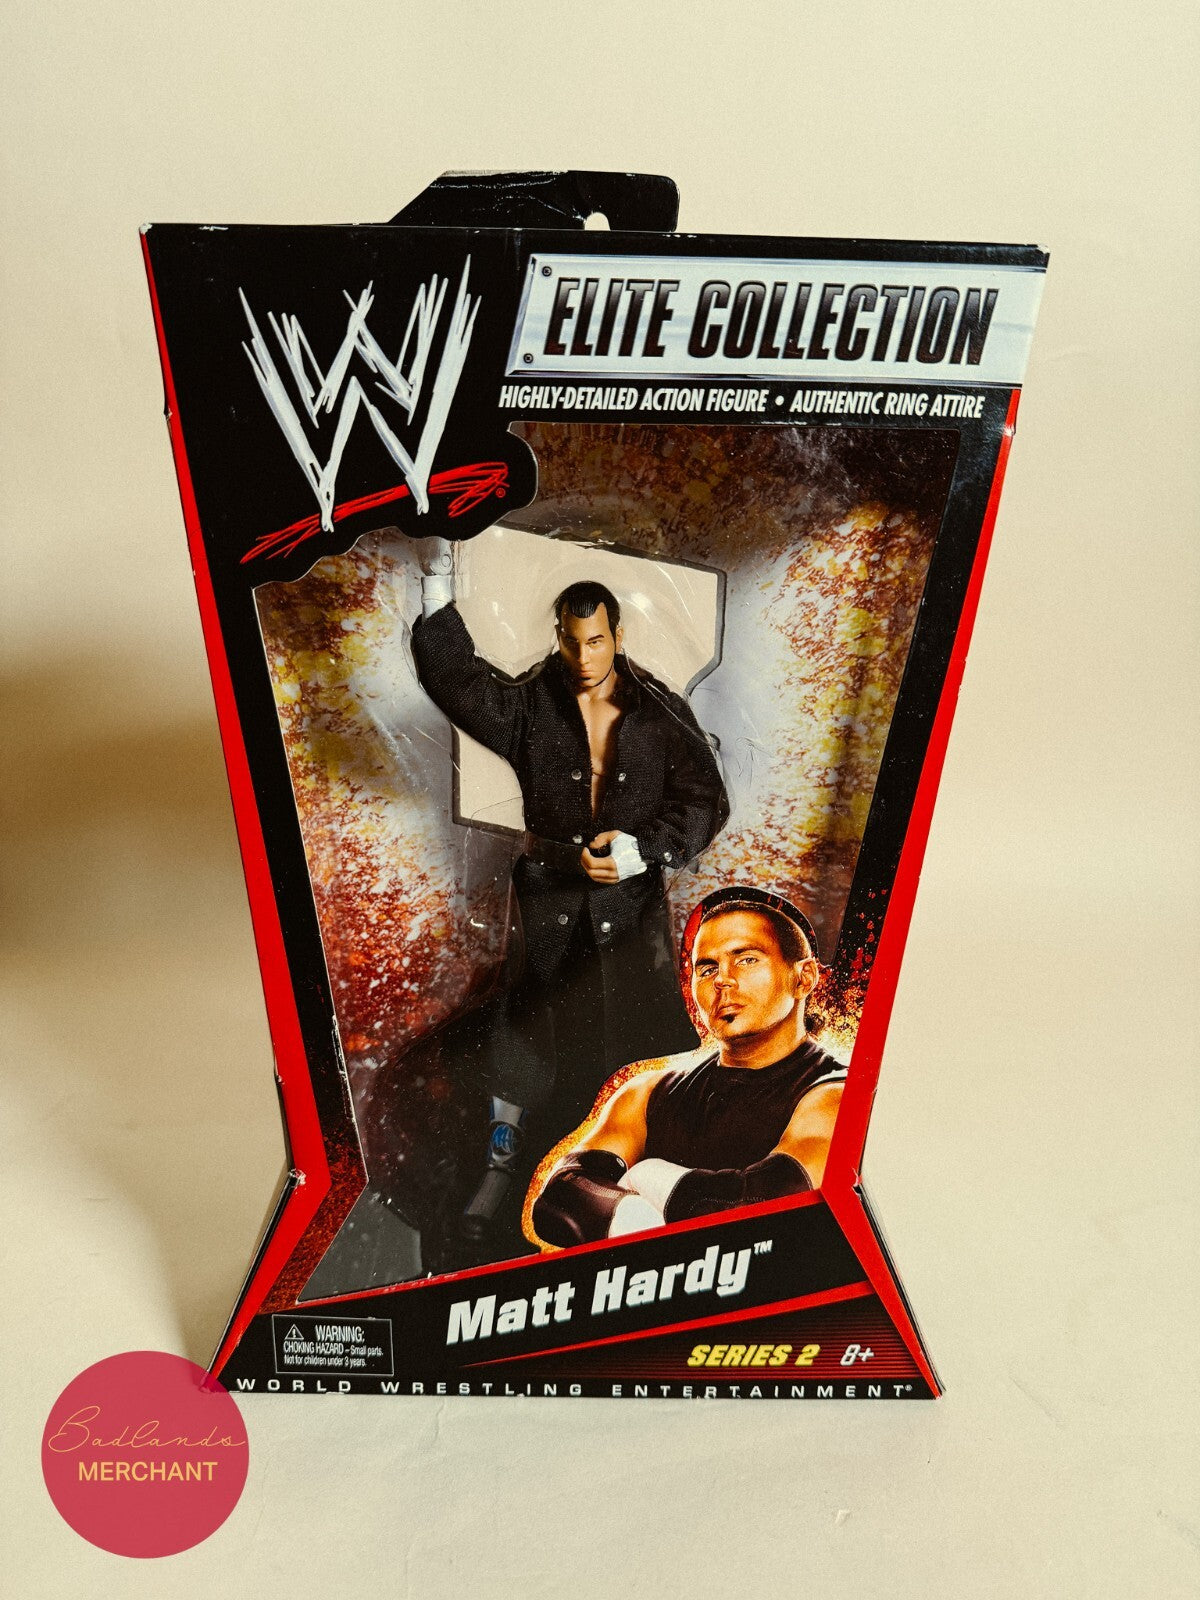 W
ELITE COLLECTION
HIGHLY-DETAILED ACTION FIGURE • AUTHENTIC RING ATTIRE
Matt Hardy™
SERIES 2 8+
⚠ WARNING:
CHOKING HAZARD – Small parts.
Not for children under 3 years.
WORLD WRESTLING ENTERTAINMENT®
Badlands
MERCHANT